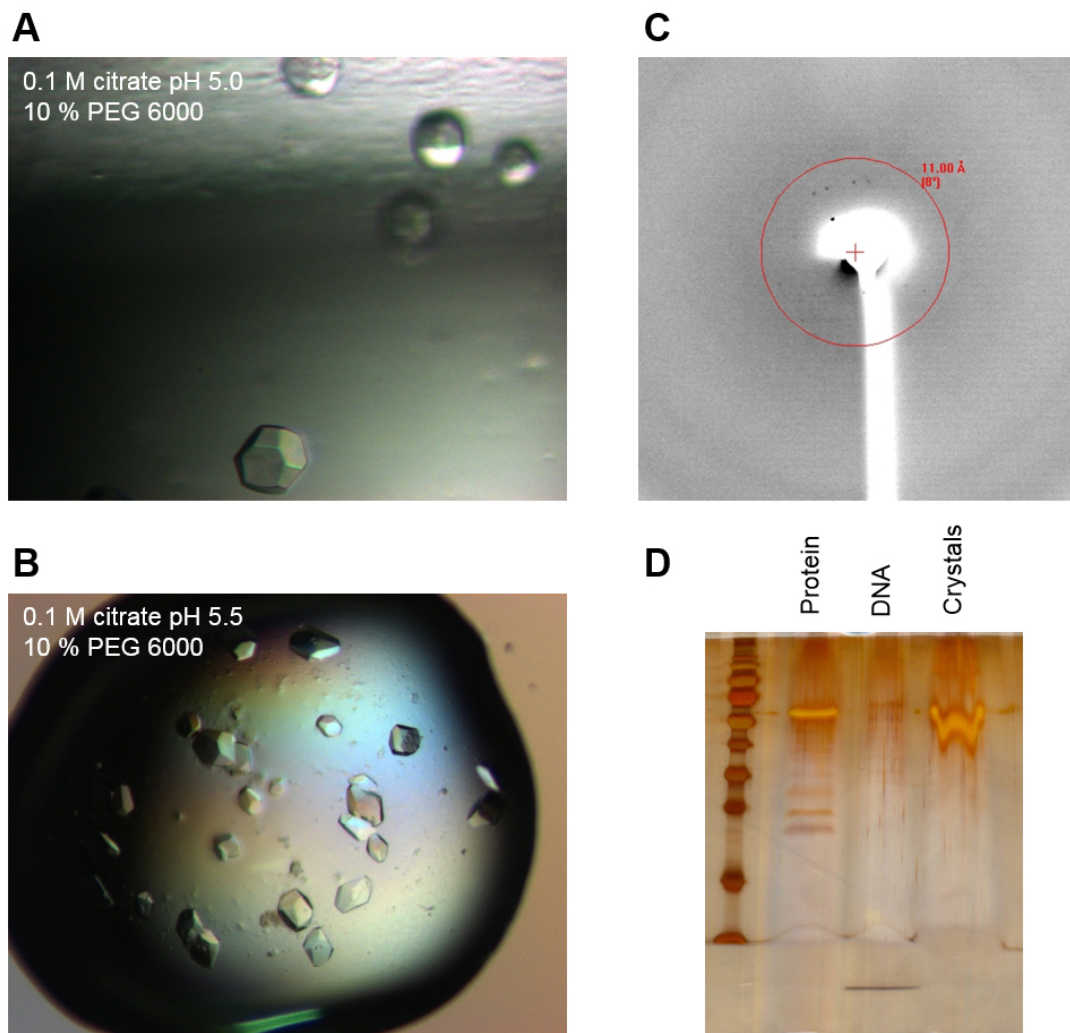 A
0.1 M citrate pH 5.0
10 % PEG 6000
B
0.1 M citrate pH 5.5
10 % PEG 6000
C
11.00 Å
(8°)
D
Protein
DNA
Crystals